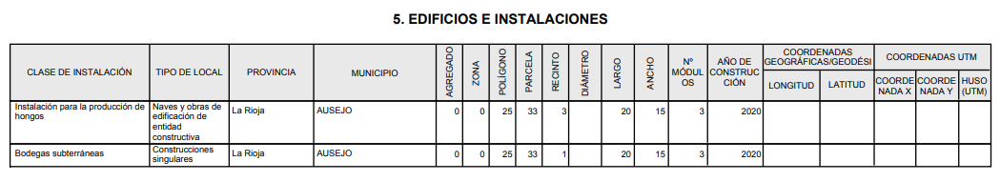 5. EDIFICIOS E INSTALACIONES
CLASE DE INSTALACIÓN TIPO DE LOCAL PROVINCIA MUNICIPIO AGREGADO ZONA POLÍGONO PARCELA RECINTO DIÁMETRO LARGO ANCHO Nº MÓDUL OS AÑO DE CONSTRUC CIÓN COORDENADAS GEOGRÁFICAS/GEODÉSI COORDENADAS UTM
LONGITUD LATITUD COORDE NADA X COORDE NADA Y HUSO (UTM)
Instalación para la producción de hongos Naves y obras de edificación de entidad constructiva La Rioja AUSEJO 0 0 25 33 3 20 15 3 2020
Bodegas subterráneas Construcciones singulares La Rioja AUSEJO 0 0 25 33 1 20 15 3 2020